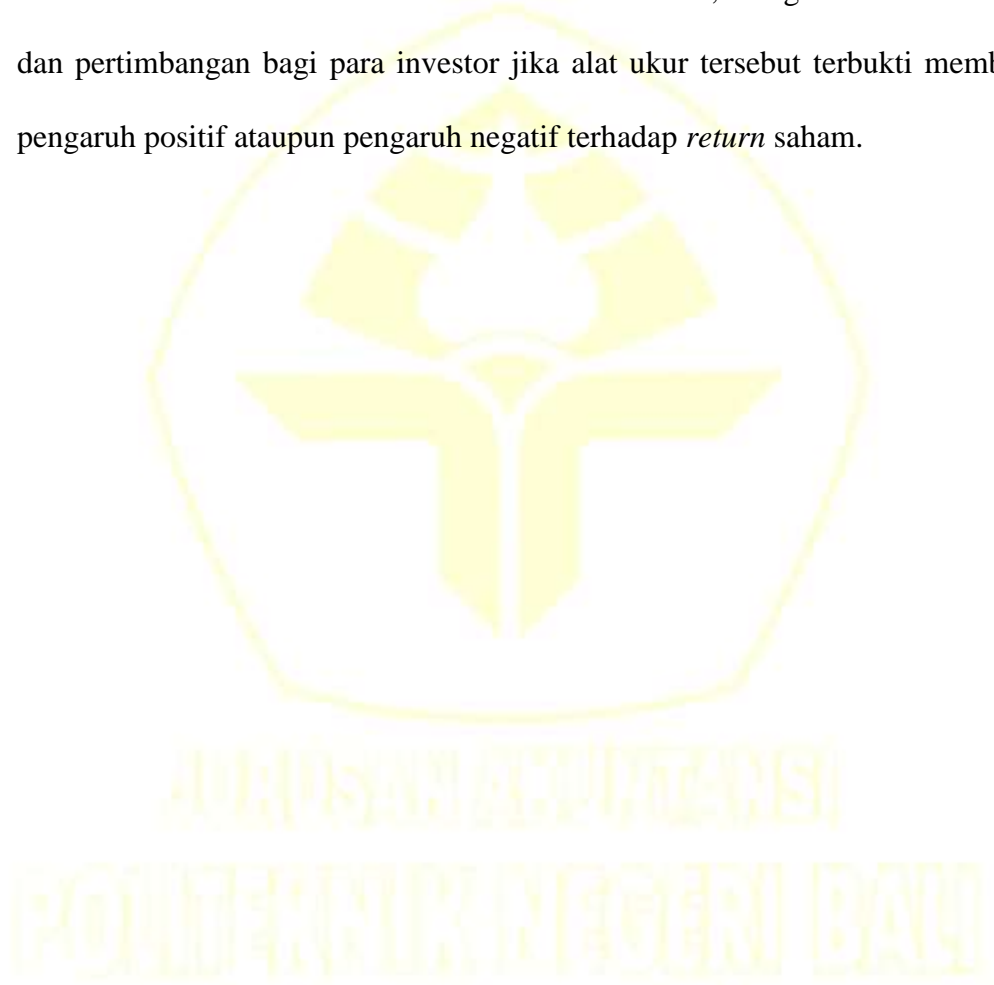 dan pertimbangan bagi para investor jika alat ukur tersebut terbukti
pengaruh positif ataupun pengaruh negatif terhadap return saham.
JURUSAN AKUNTANSI
POLITEKNIK NEGERI BALI